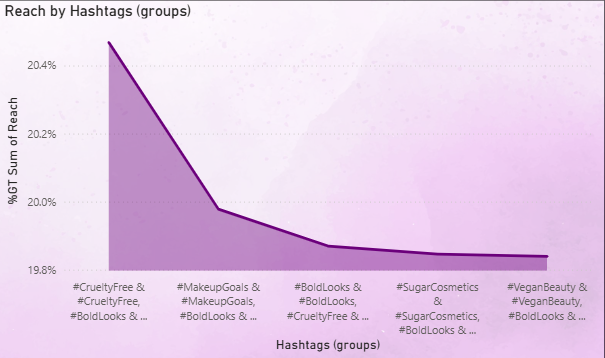 Reach by Hashtags (groups)
%GT Sum of Reach
20.4%
20.2%
20.0%
19.8%
#CrueltyFree &
#CrueltyFree,
#BoldLooks & ...
#MakeupGoals &
#MakeupGoals,
#BoldLooks & ...
#BoldLooks &
#BoldLooks,
#CrueltyFree & ...
#SugarCosmetics
&
#SugarCosmetics,
#BoldLooks & ...
#VeganBeauty &
#VeganBeauty,
#BoldLooks & ...
Hashtags (groups)